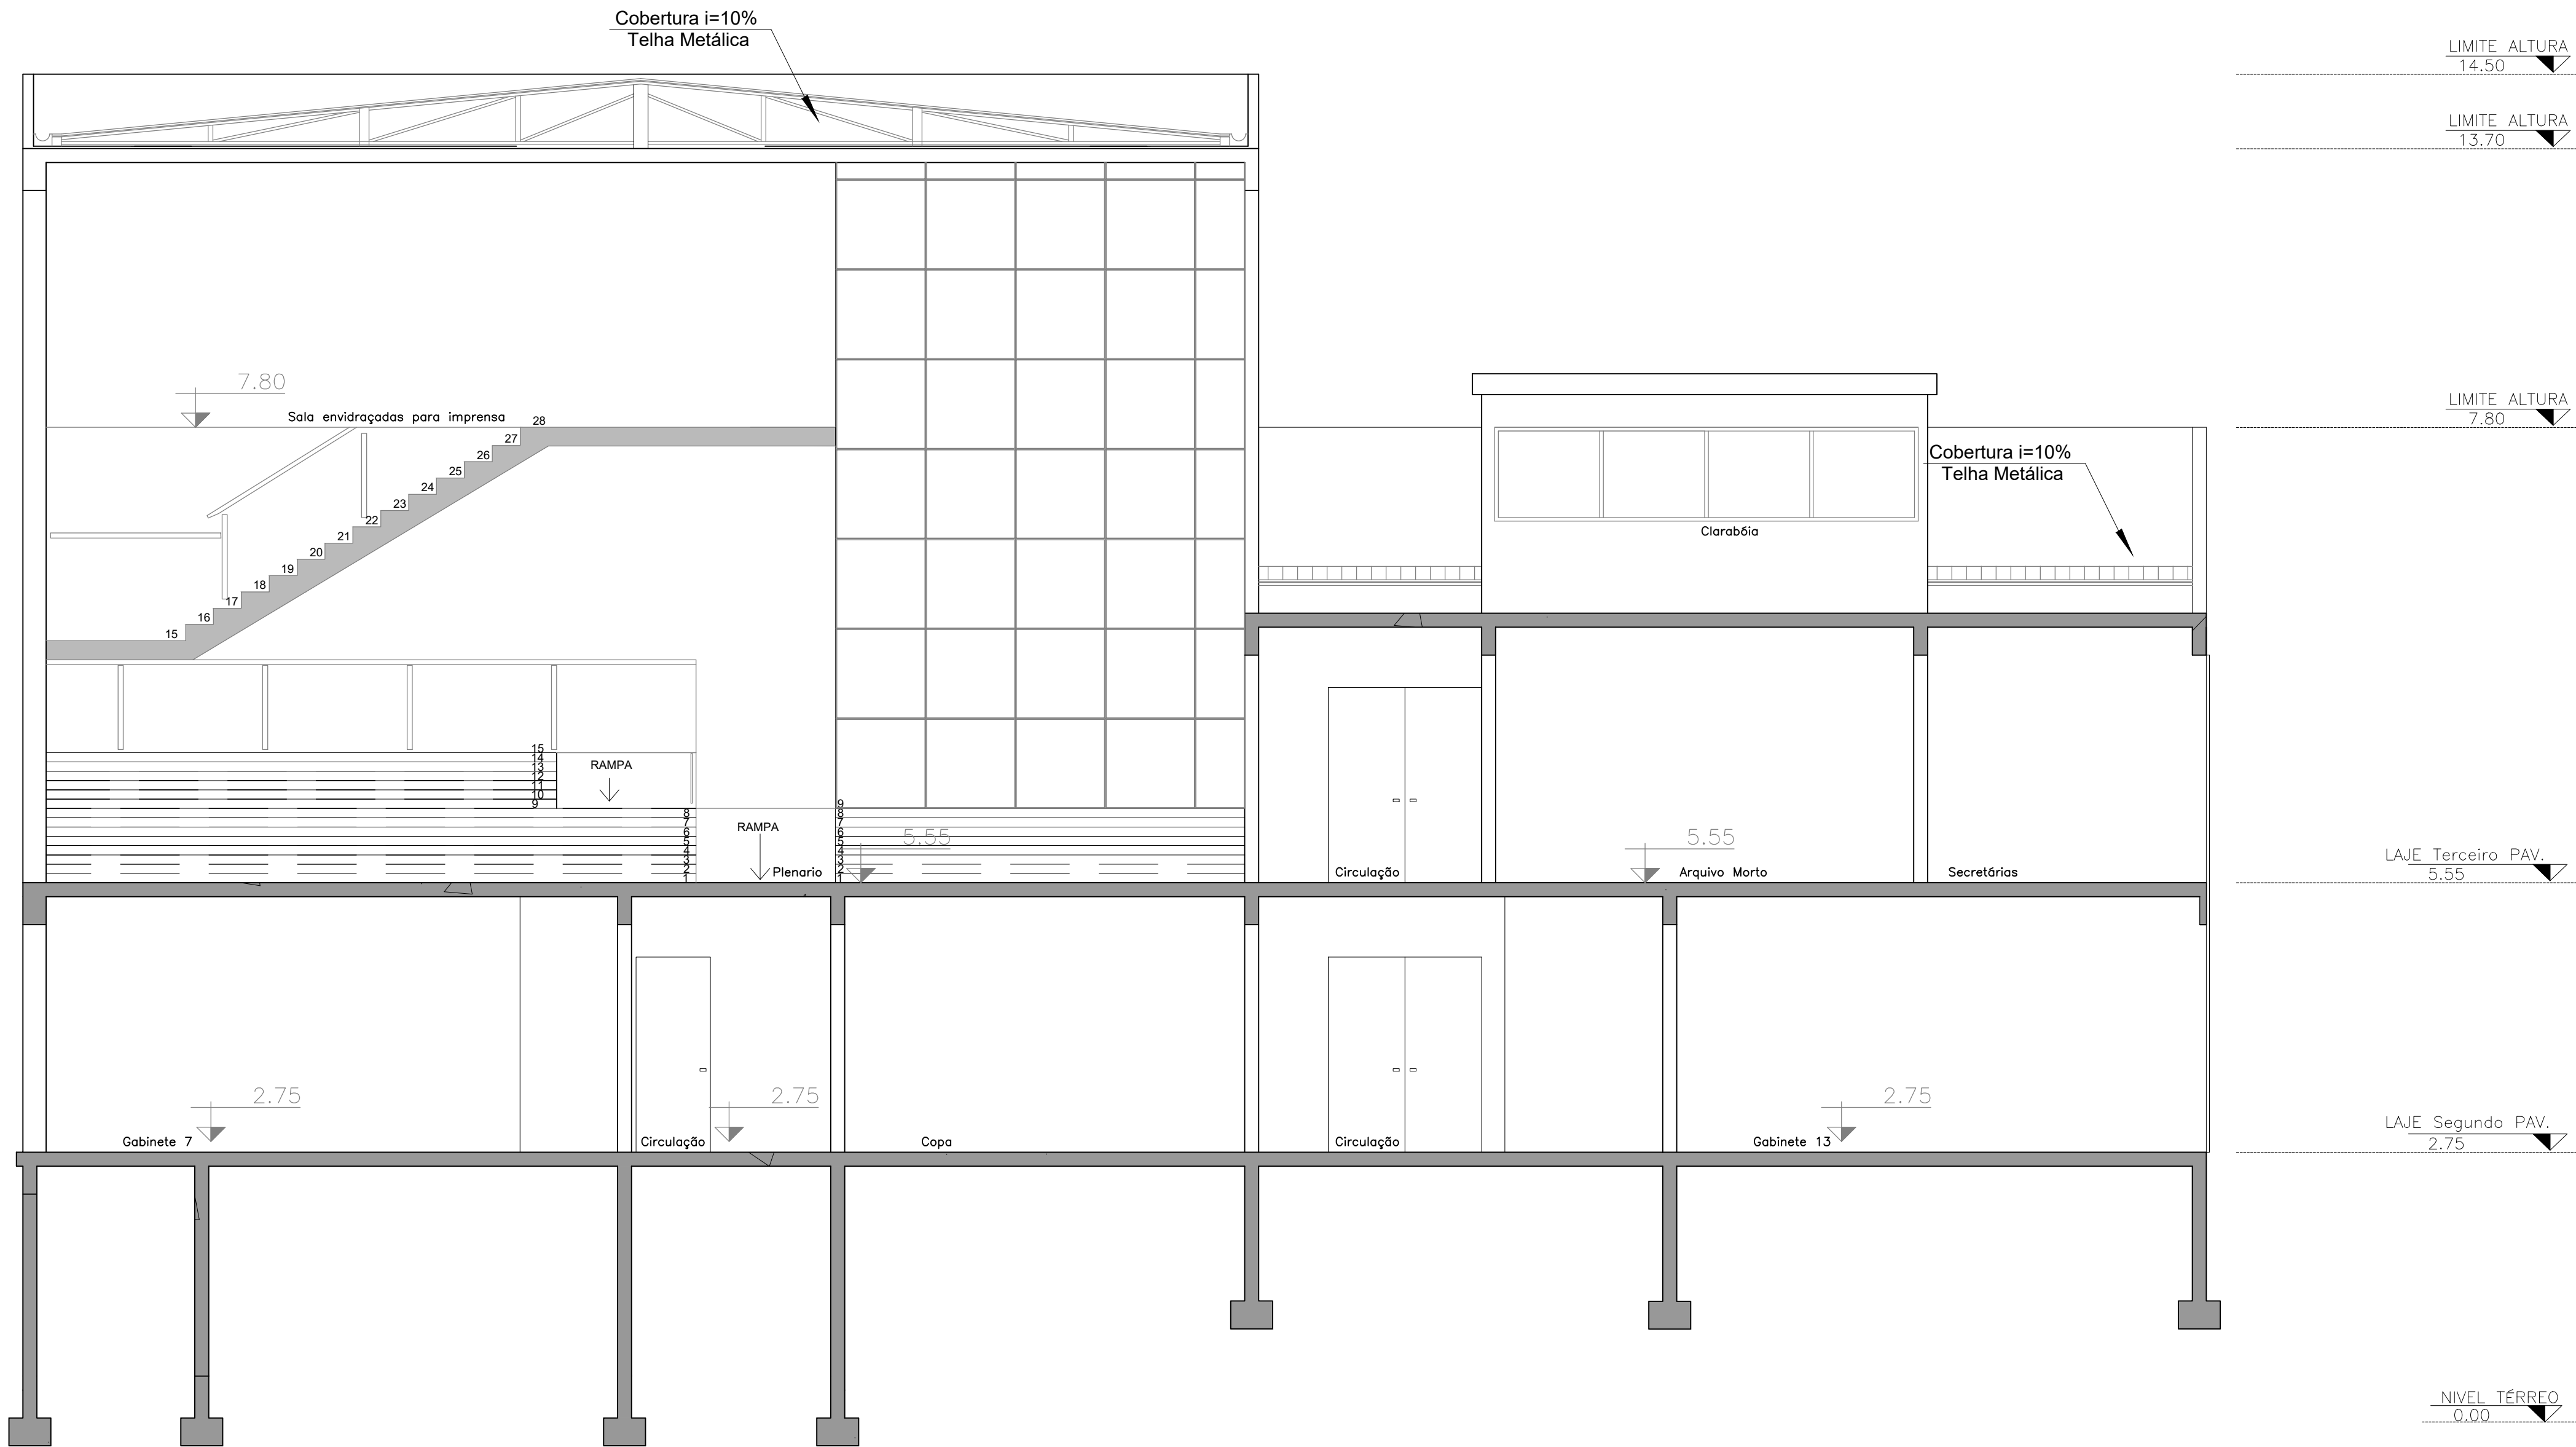 Cobertura i=10%
Telha Metálica
LIMITE ALTURA
14.50
LIMITE ALTURA
13.70
7.80
Sala envidraçadas para imprensa
28
27
26
25
24
23
22
21
20
19
18
17
16
15
LIMITE ALTURA
7.80
Cobertura i=10%
Telha Metálica
Clarabóia
15
14
13
12
11
10
9
RAMPA
8
7
6
5
4
3
2
1
RAMPA
Plenario
9
8
7
6
5
4
3
2
1
5.55
Circulação
5.55
Arquivo Morto
Secretárias
LAJE Terceiro PAV.
5.55
2.75
Gabinete 7
Circulação
2.75
Copa
Circulação
Gabinete 13
2.75
LAJE Segundo PAV.
2.75
NIVEL TÉRREO
0.00